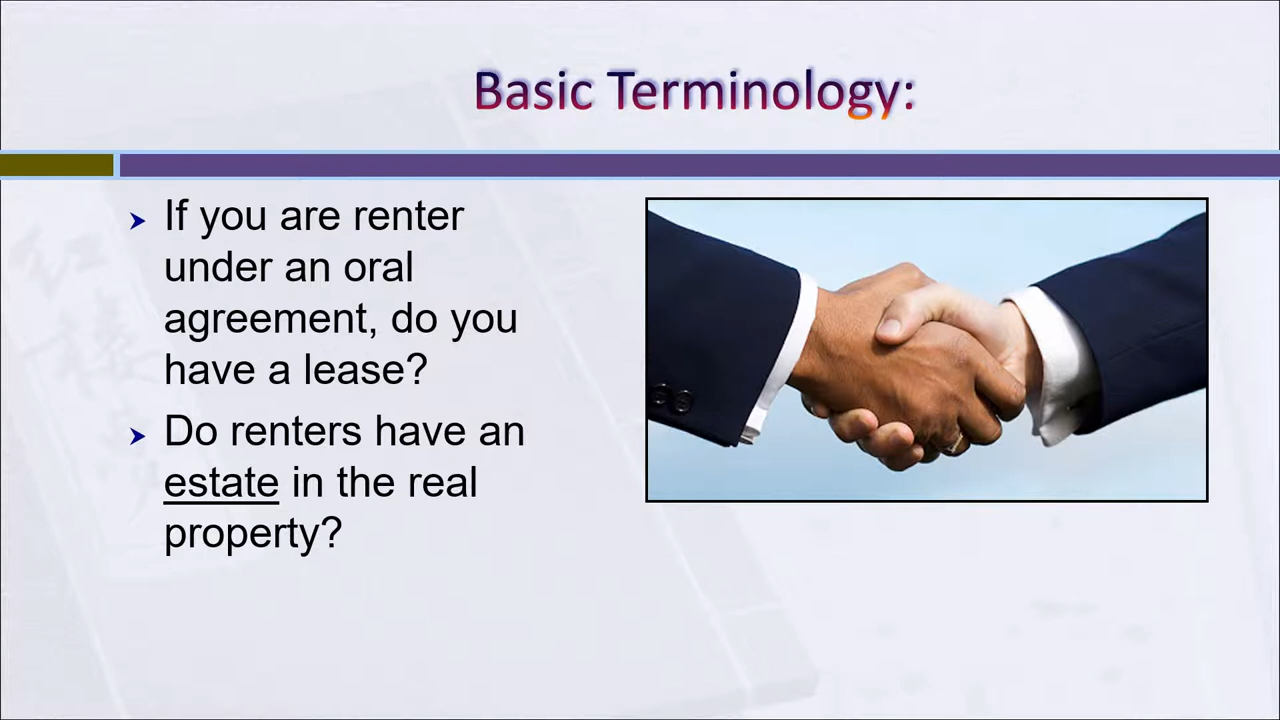 Basic Terminology:
If you are renter
under an oral
agreement, do you
have a lease?
Do renters have an
estate in the real
property?